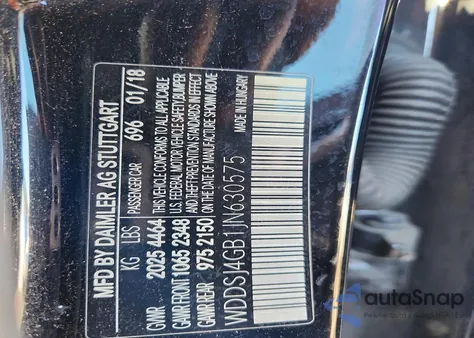 MFD BY DAIMLER AG STUTTGART
PASSENGER CAR 696 01/18
KG LBS
GVWR 2025 4464
GAWR FRONT 1065 2348
GAWR REAR 975 2150
THIS VEHICLE CONFORMS TO ALL APPLICABLE
U.S. FEDERAL MOTOR VEHICLE SAFETY, BUMPER
AND THEFT PREVENTION STANDARDS IN EFFECT
ON THE DATE OF MANUFACTURE SHOWN ABOVE
WDDSJ4GB1JN630575
MADE IN HUNGARY
autoSnap